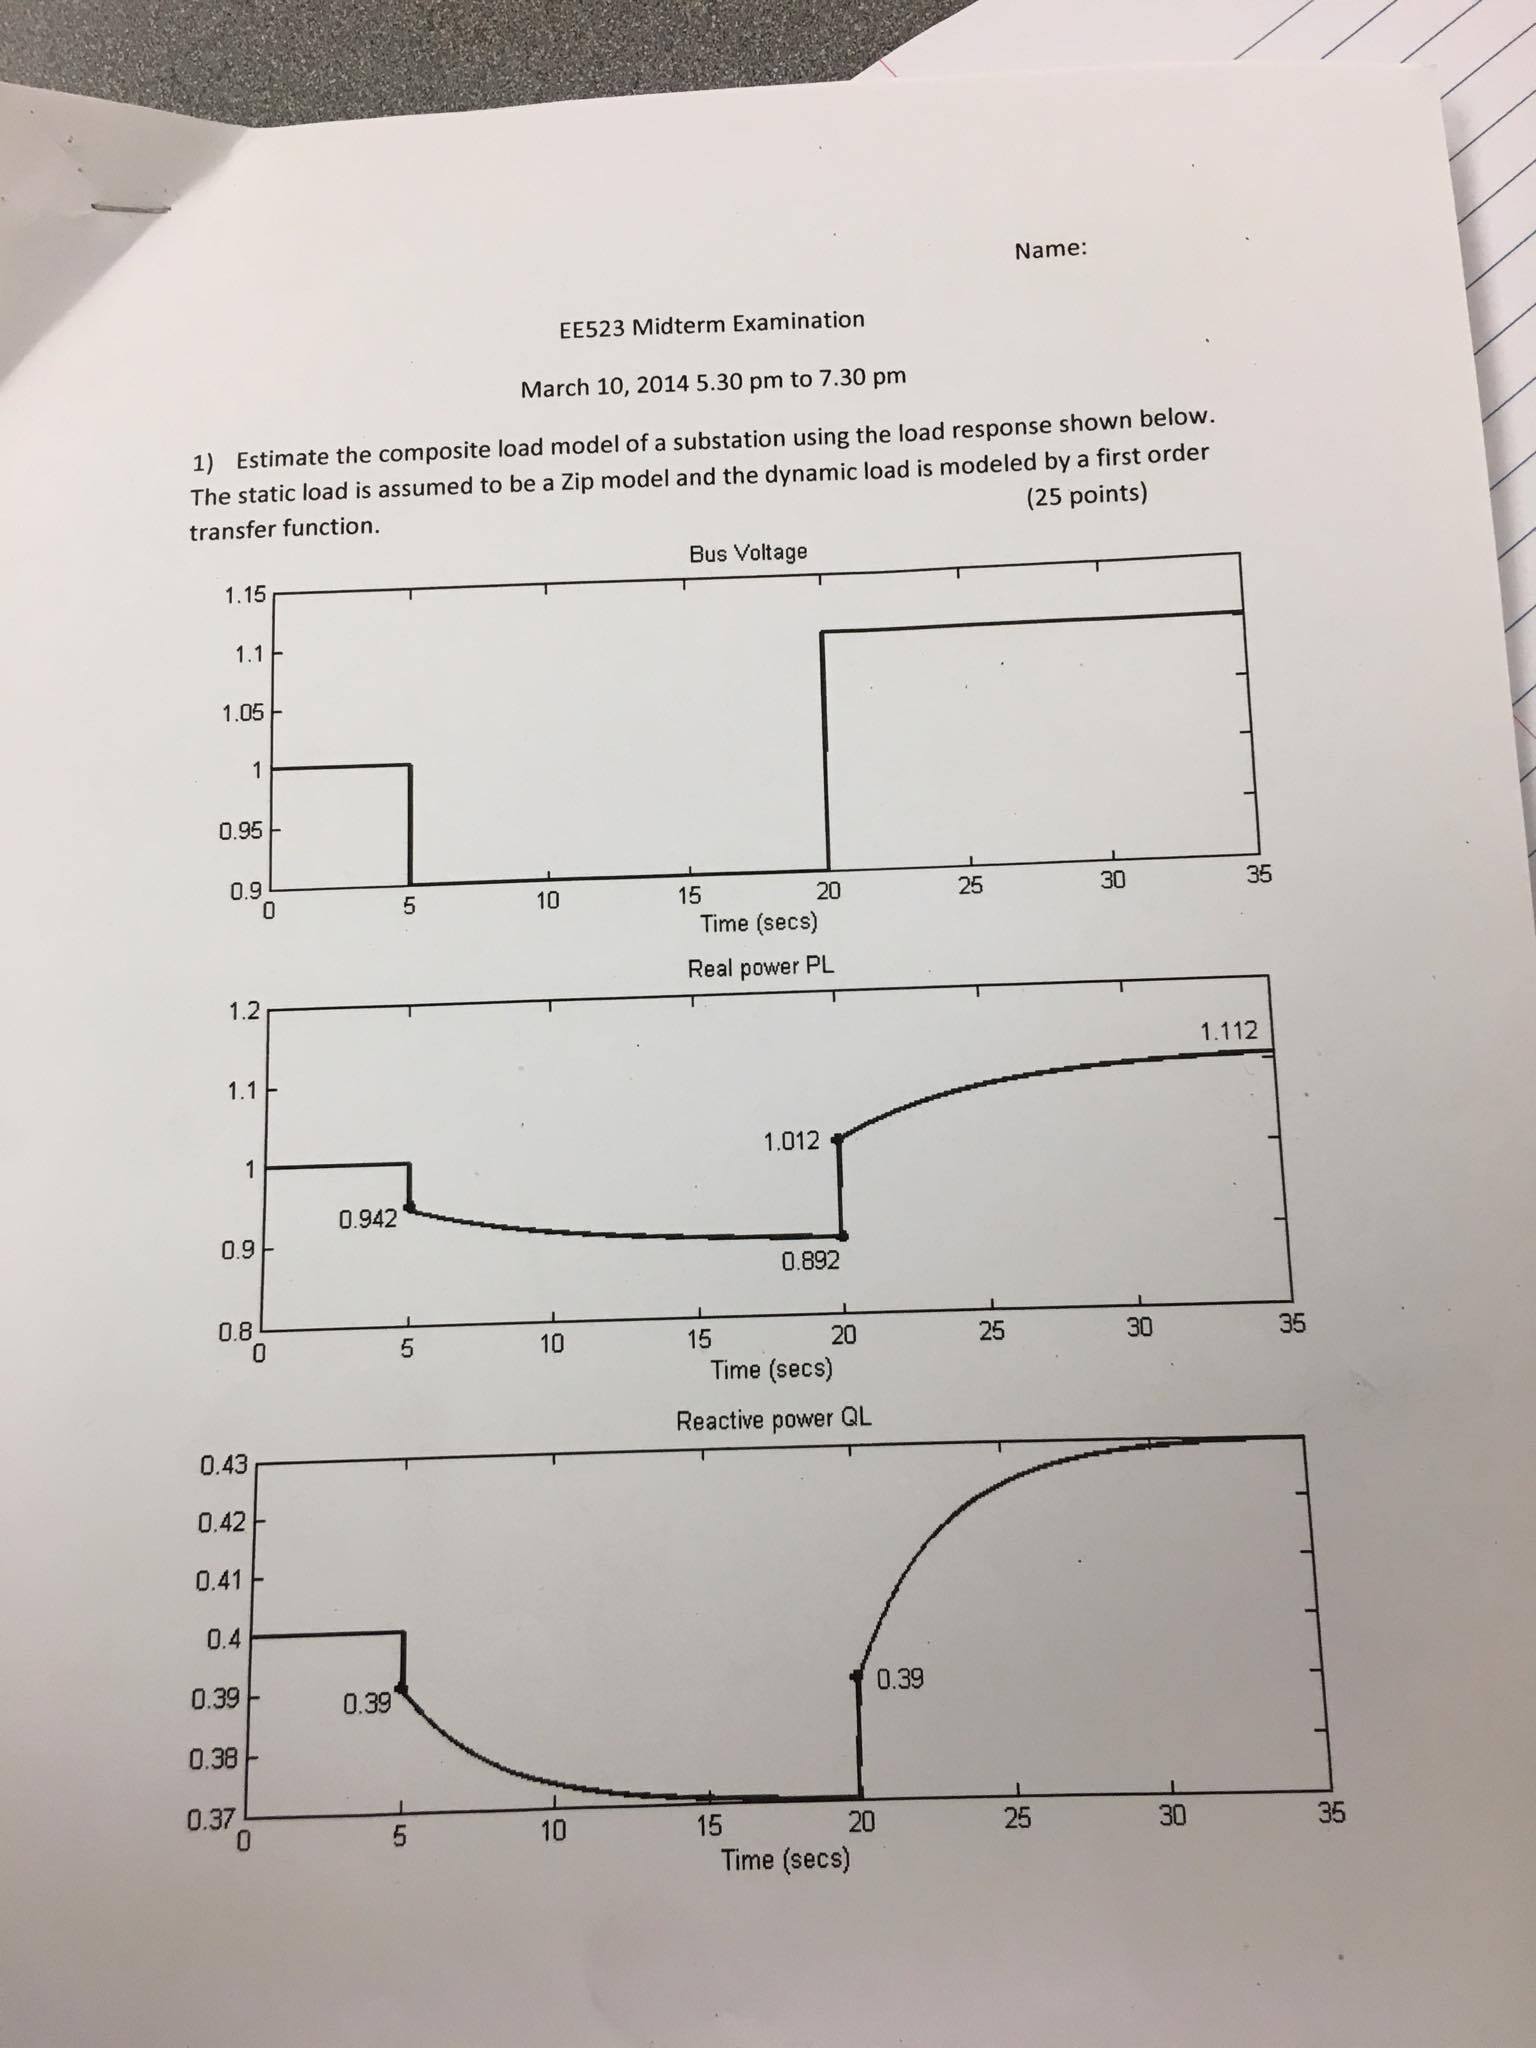 Name:
EE523 Midterm Examination
March 10, 2014 5.30 pm to 7.30 pm
1) Estimate the composite load model of a substation using the load response shown below.
The static load is assumed to be a Zip model and the dynamic load is modeled by a first order
transfer function. (25 points)
Bus Voltage
1.15
1.1
1.05
1
0.95
0.9
0 5 10 15 20 25 30 35
Time (secs)
Real power PL
1.2
1.112
1.1
1.012
1
0.942
0.9
0.892
0.8
0 5 10 15 20 25 30 35
Time (secs)
Reactive power QL
0.43
0.42
0.41
0.4
0.39
0.39
0.39
0.38
0.37
0 5 10 15 20 25 30 35
Time (secs)